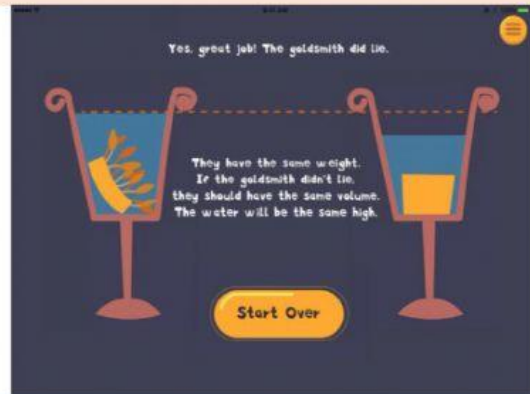 Yes, great job! The goldsmith did lie.
They have the same weight.
If the goldsmith didn't lie,
they should have the same volume.
The water will be the same high.
Start Over